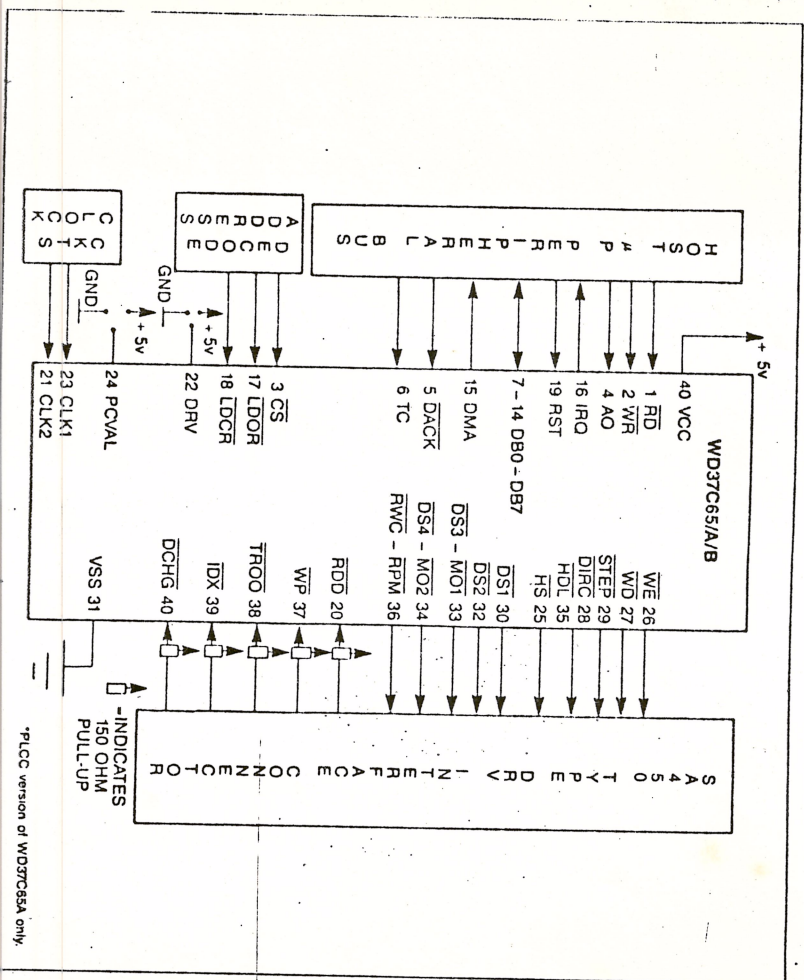 + 5v
WD37C65/A/B
HOST µP PERIPHERAL BUS
40 VCC
1 RD
2 WR
4 AO
16 IRQ
19 RST
7 – 14 DB0 – DB7
15 DMA
5 DACK
6 TC
ADDRESS DECODE
3 CS
17 LDOR
18 LDCR
22 DRV
+ 5v
GND
24 PCVAL
+ 5v
GND
CLOCK CKTS
23 CLK1
21 CLK2
WE 26
WD 27
STEP 29
DIRC 28
HDL 35
HS 25
DS1 30
DS2 32
DS3 – MO1 33
DS4 – MO2 34
RWC – RPM 36
RDD 20
WP 37
TROO 38
IDX 39
DCHG 40
VSS 31
SA450 TYPE DRV INTERFACE CONNECTOR
–INDICATES
150 OHM
PULL-UP
*PLCC version of WD37C65A only.